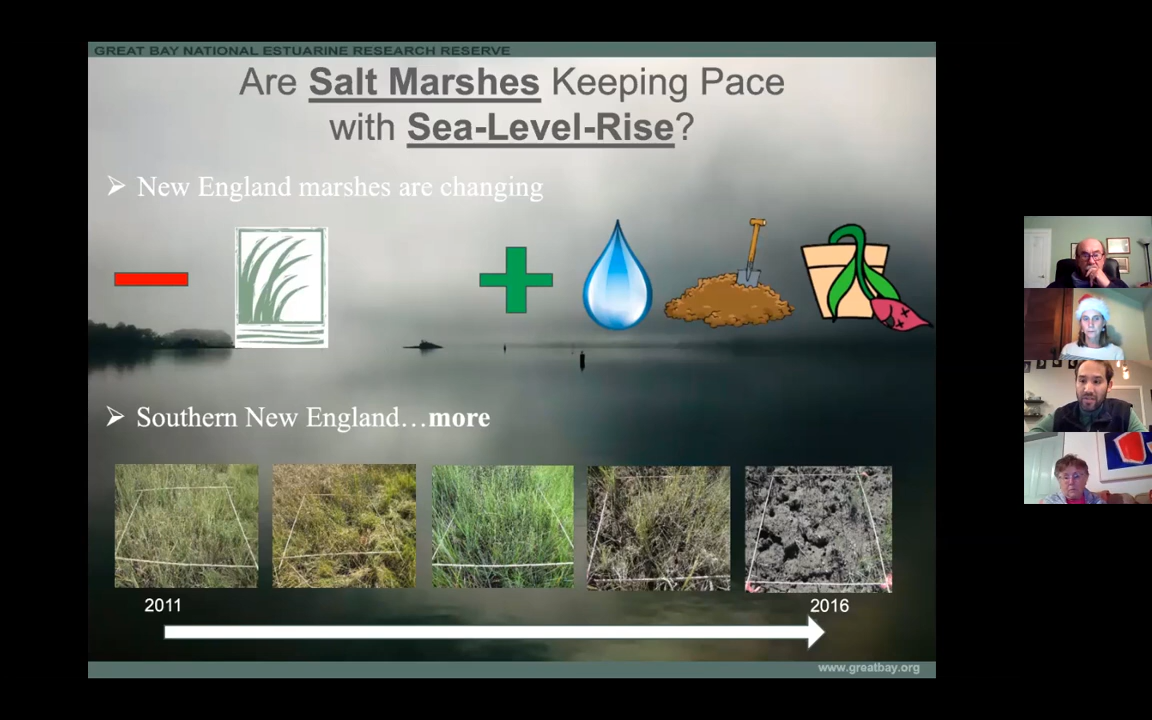 GREAT BAY NATIONAL ESTUARINE RESEARCH RESERVE
Are Salt Marshes Keeping Pace
with Sea-Level-Rise?
➢ New England marshes are changing
➢ Southern New England…more
2011
2016
www.greatbay.org